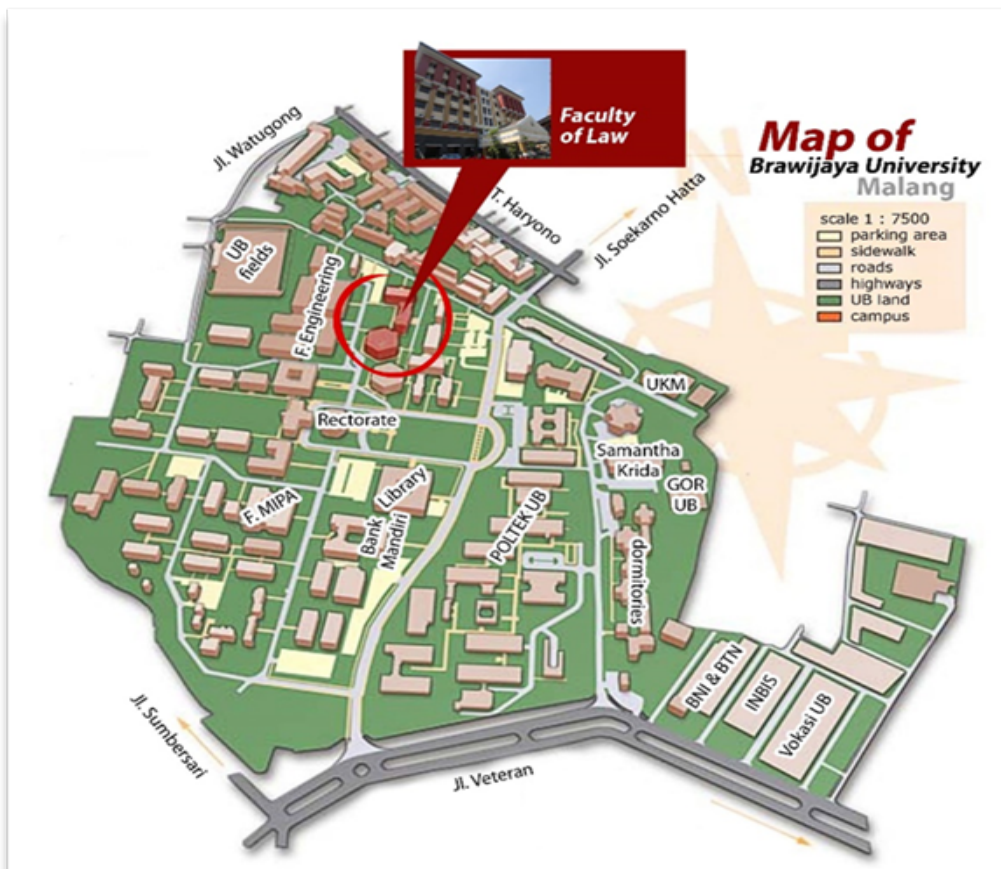 Faculty
of Law
Map of
Brawijaya University
Malang
scale 1 : 7500
parking area
sidewalk
roads
highways
UB land
campus
N
Jl. Watugong
T. Haryono
Jl. Soekarno Hatta
UB
fields
F. Engineering
UKM
Rectorate
Samantha
Krida
GOR
UB
F. MIPA
Library
Bank
Mandiri
POLTEK UB
dormitories
BNI & BTN
INBIS
Vokasi UB
Jl. Sumbersari
Jl. Veteran